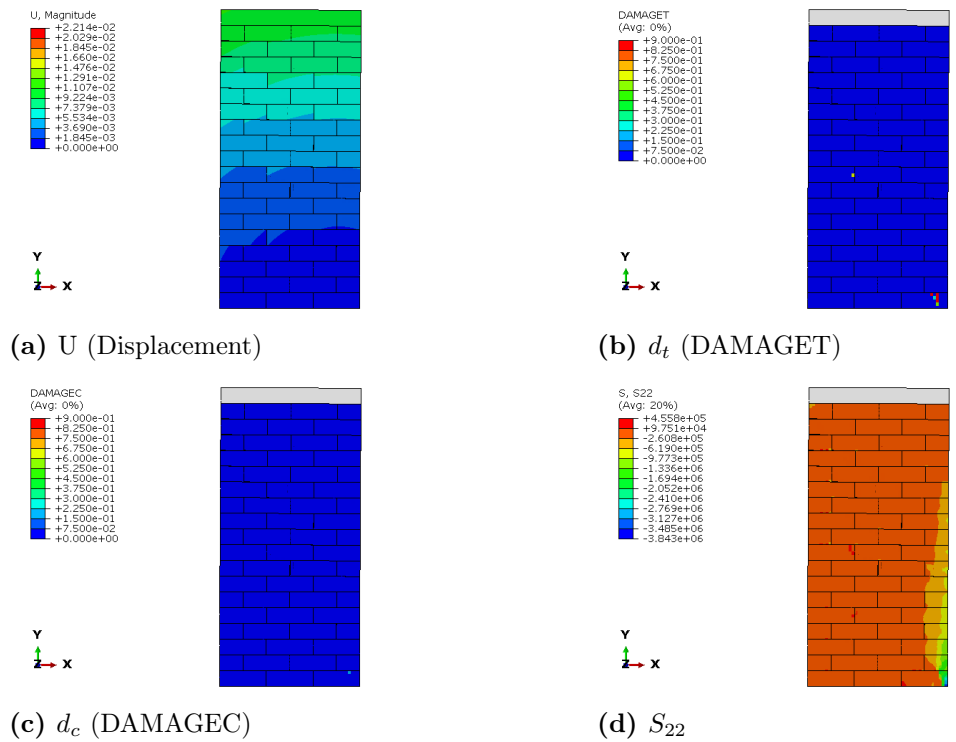 U, Magnitude
+2.214e-02
+2.029e-02
+1.845e-02
+1.660e-02
+1.476e-02
+1.291e-02
+1.107e-02
+9.224e-03
+7.379e-03
+5.534e-03
+3.690e-03
+1.845e-03
+0.000e+00
Y
Z X
(a) U (Displacement)
DAMAGET
(Avg: 0%)
+9.000e-01
+8.250e-01
+7.500e-01
+6.750e-01
+6.000e-01
+5.250e-01
+4.500e-01
+3.750e-01
+3.000e-01
+2.250e-01
+1.500e-01
+7.500e-02
+0.000e+00
Y
Z X
(b) d_t (DAMAGET)
DAMAGEC
(Avg: 0%)
+9.000e-01
+8.250e-01
+7.500e-01
+6.750e-01
+6.000e-01
+5.250e-01
+4.500e-01
+3.750e-01
+3.000e-01
+2.250e-01
+1.500e-01
+7.500e-02
+0.000e+00
Y
Z X
(c) d_c (DAMAGEC)
S, S22
(Avg: 20%)
+4.558e+05
+9.751e+04
-2.608e+05
-6.190e+05
-9.773e+05
-1.336e+06
-1.694e+06
-2.052e+06
-2.410e+06
-2.769e+06
-3.127e+06
-3.485e+06
-3.843e+06
Y
Z X
(d) S_22